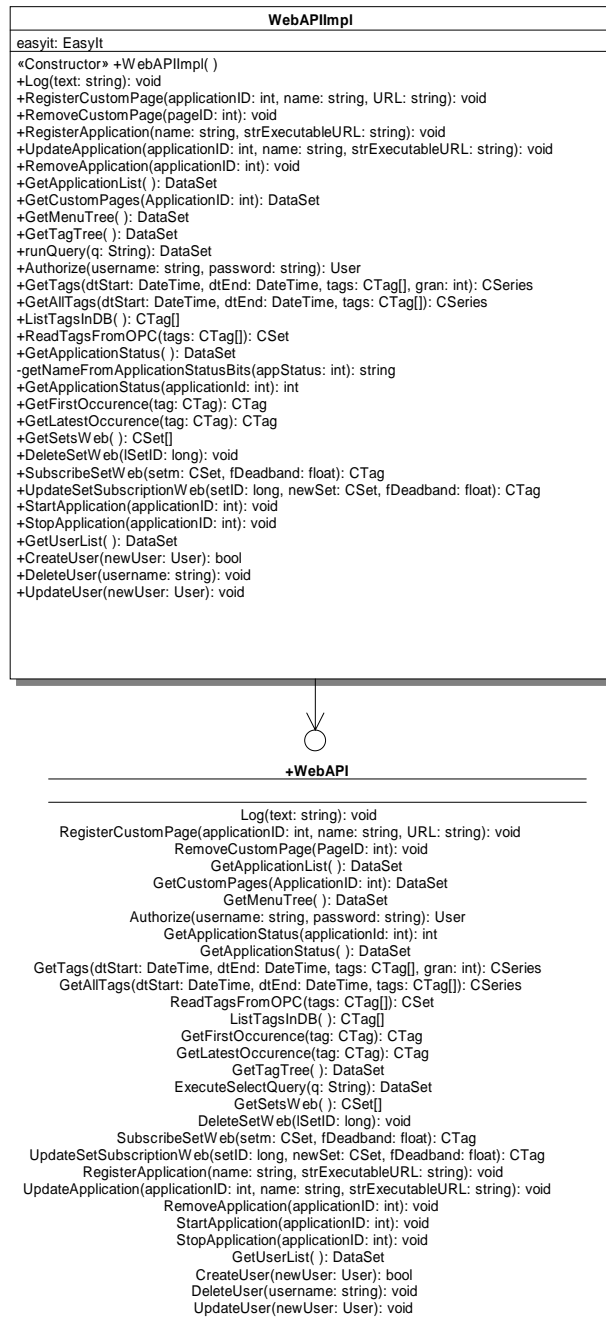 WebAPIImpl
easyit: EasyIt
«Constructor» +WebAPIImpl( )
+Log(text: string): void
+RegisterCustomPage(applicationID: int, name: string, URL: string): void
+RemoveCustomPage(pageID: int): void
+RegisterApplication(name: string, strExecutableURL: string): void
+UpdateApplication(applicationID: int, name: string, strExecutableURL: string): void
+RemoveApplication(applicationID: int): void
+GetApplicationList( ): DataSet
+GetCustomPages(ApplicationID: int): DataSet
+GetMenuTree( ): DataSet
+GetTagTree( ): DataSet
+runQuery(q: String): DataSet
+Authorize(username: string, password: string): User
+GetTags(dtStart: DateTime, dtEnd: DateTime, tags: CTag[], gran: int): CSeries
+GetAllTags(dtStart: DateTime, dtEnd: DateTime, tags: CTag[]): CSeries
+ListTagsInDB( ): CTag[]
+ReadTagsFromOPC(tags: CTag[]): CSet
+GetApplicationStatus( ): DataSet
-getNameFromApplicationStatusBits(appStatus: int): string
+GetApplicationStatus(applicationId: int): int
+GetFirstOccurence(tag: CTag): CTag
+GetLatestOccurence(tag: CTag): CTag
+GetSetsWeb( ): CSet[]
+DeleteSetWeb(lSetID: long): void
+SubscribeSetWeb(setm: CSet, fDeadband: float): CTag
+UpdateSetSubscriptionWeb(setID: long, newSet: CSet, fDeadband: float): CTag
+StartApplication(applicationID: int): void
+StopApplication(applicationID: int): void
+GetUserList( ): DataSet
+CreateUser(newUser: User): bool
+DeleteUser(username: string): void
+UpdateUser(newUser: User): void
+WebAPI
Log(text: string): void
RegisterCustomPage(applicationID: int, name: string, URL: string): void
RemoveCustomPage(PageID: int): void
GetApplicationList( ): DataSet
GetCustomPages(ApplicationID: int): DataSet
GetMenuTree( ): DataSet
Authorize(username: string, password: string): User
GetApplicationStatus(applicationId: int): int
GetApplicationStatus( ): DataSet
GetTags(dtStart: DateTime, dtEnd: DateTime, tags: CTag[], gran: int): CSeries
GetAllTags(dtStart: DateTime, dtEnd: DateTime, tags: CTag[]): CSeries
ReadTagsFromOPC(tags: CTag[]): CSet
ListTagsInDB( ): CTag[]
GetFirstOccurence(tag: CTag): CTag
GetLatestOccurence(tag: CTag): CTag
GetTagTree( ): DataSet
ExecuteSelectQuery(q: String): DataSet
GetSetsWeb( ): CSet[]
DeleteSetWeb(lSetID: long): void
SubscribeSetWeb(setm: CSet, fDeadband: float): CTag
UpdateSetSubscriptionWeb(setID: long, newSet: CSet, fDeadband: float): CTag
RegisterApplication(name: string, strExecutableURL: string): void
UpdateApplication(applicationID: int, name: string, strExecutableURL: string): void
RemoveApplication(applicationID: int): void
StartApplication(applicationID: int): void
StopApplication(applicationID: int): void
GetUserList( ): DataSet
CreateUser(newUser: User): bool
DeleteUser(username: string): void
UpdateUser(newUser: User): void